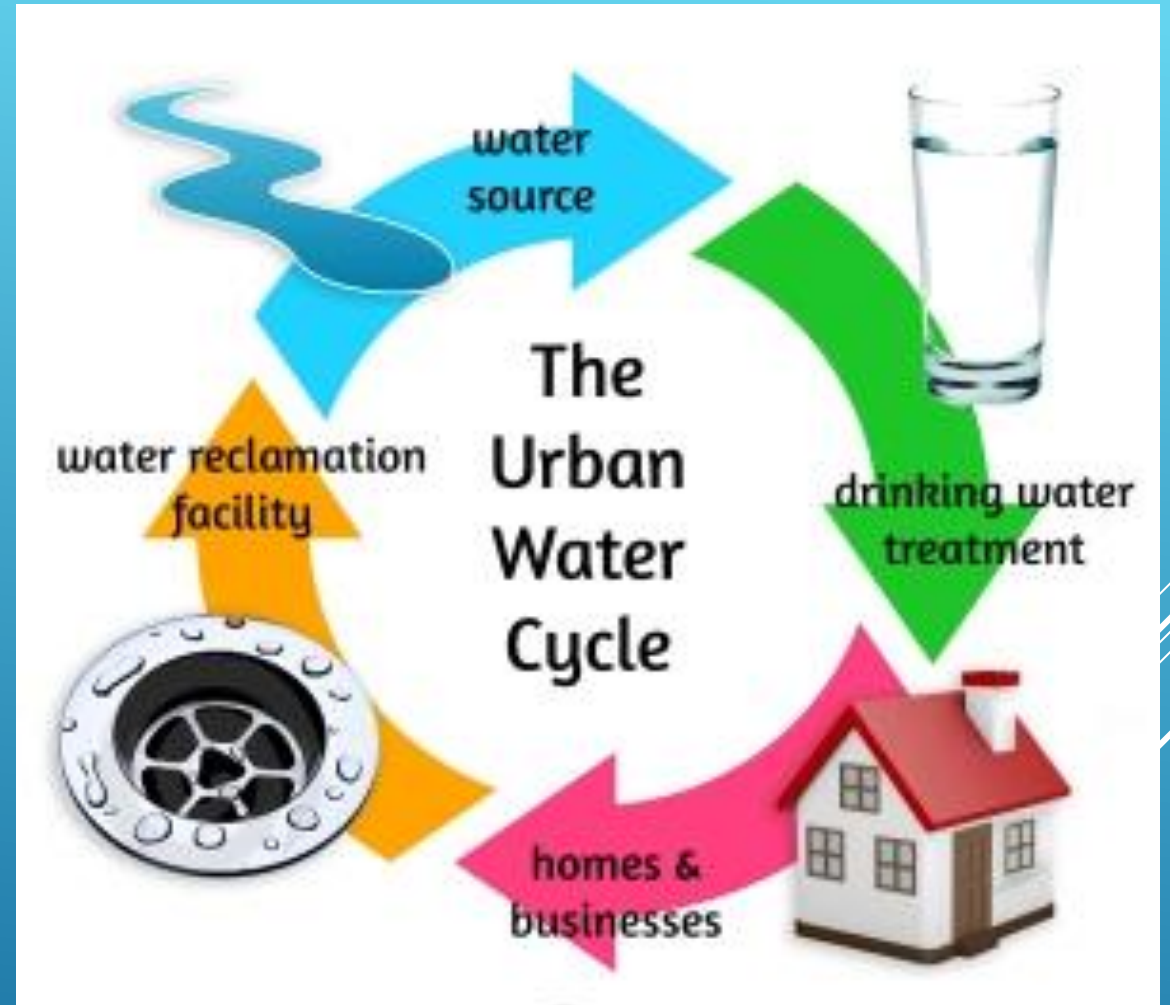 water
source
The
Urban
Water
Cycle
drinking water
treatment
homes &
businesses
water reclamation
facility